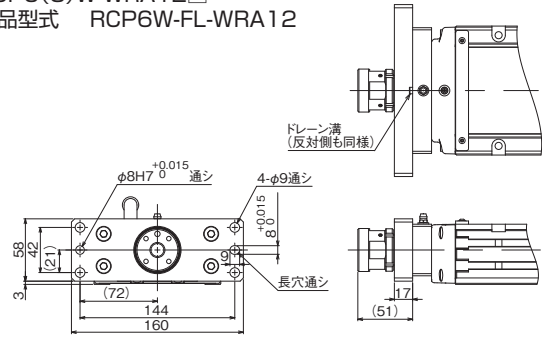 品型式 RCP6W-FL-WRA12
ドレーン溝
(反対側も同様)
φ8H7 +0.015 0 通シ
4-φ9通シ
+0.015
8 0
9
長穴通シ
58
42
(21)
3
(72)
144
160
17
(51)